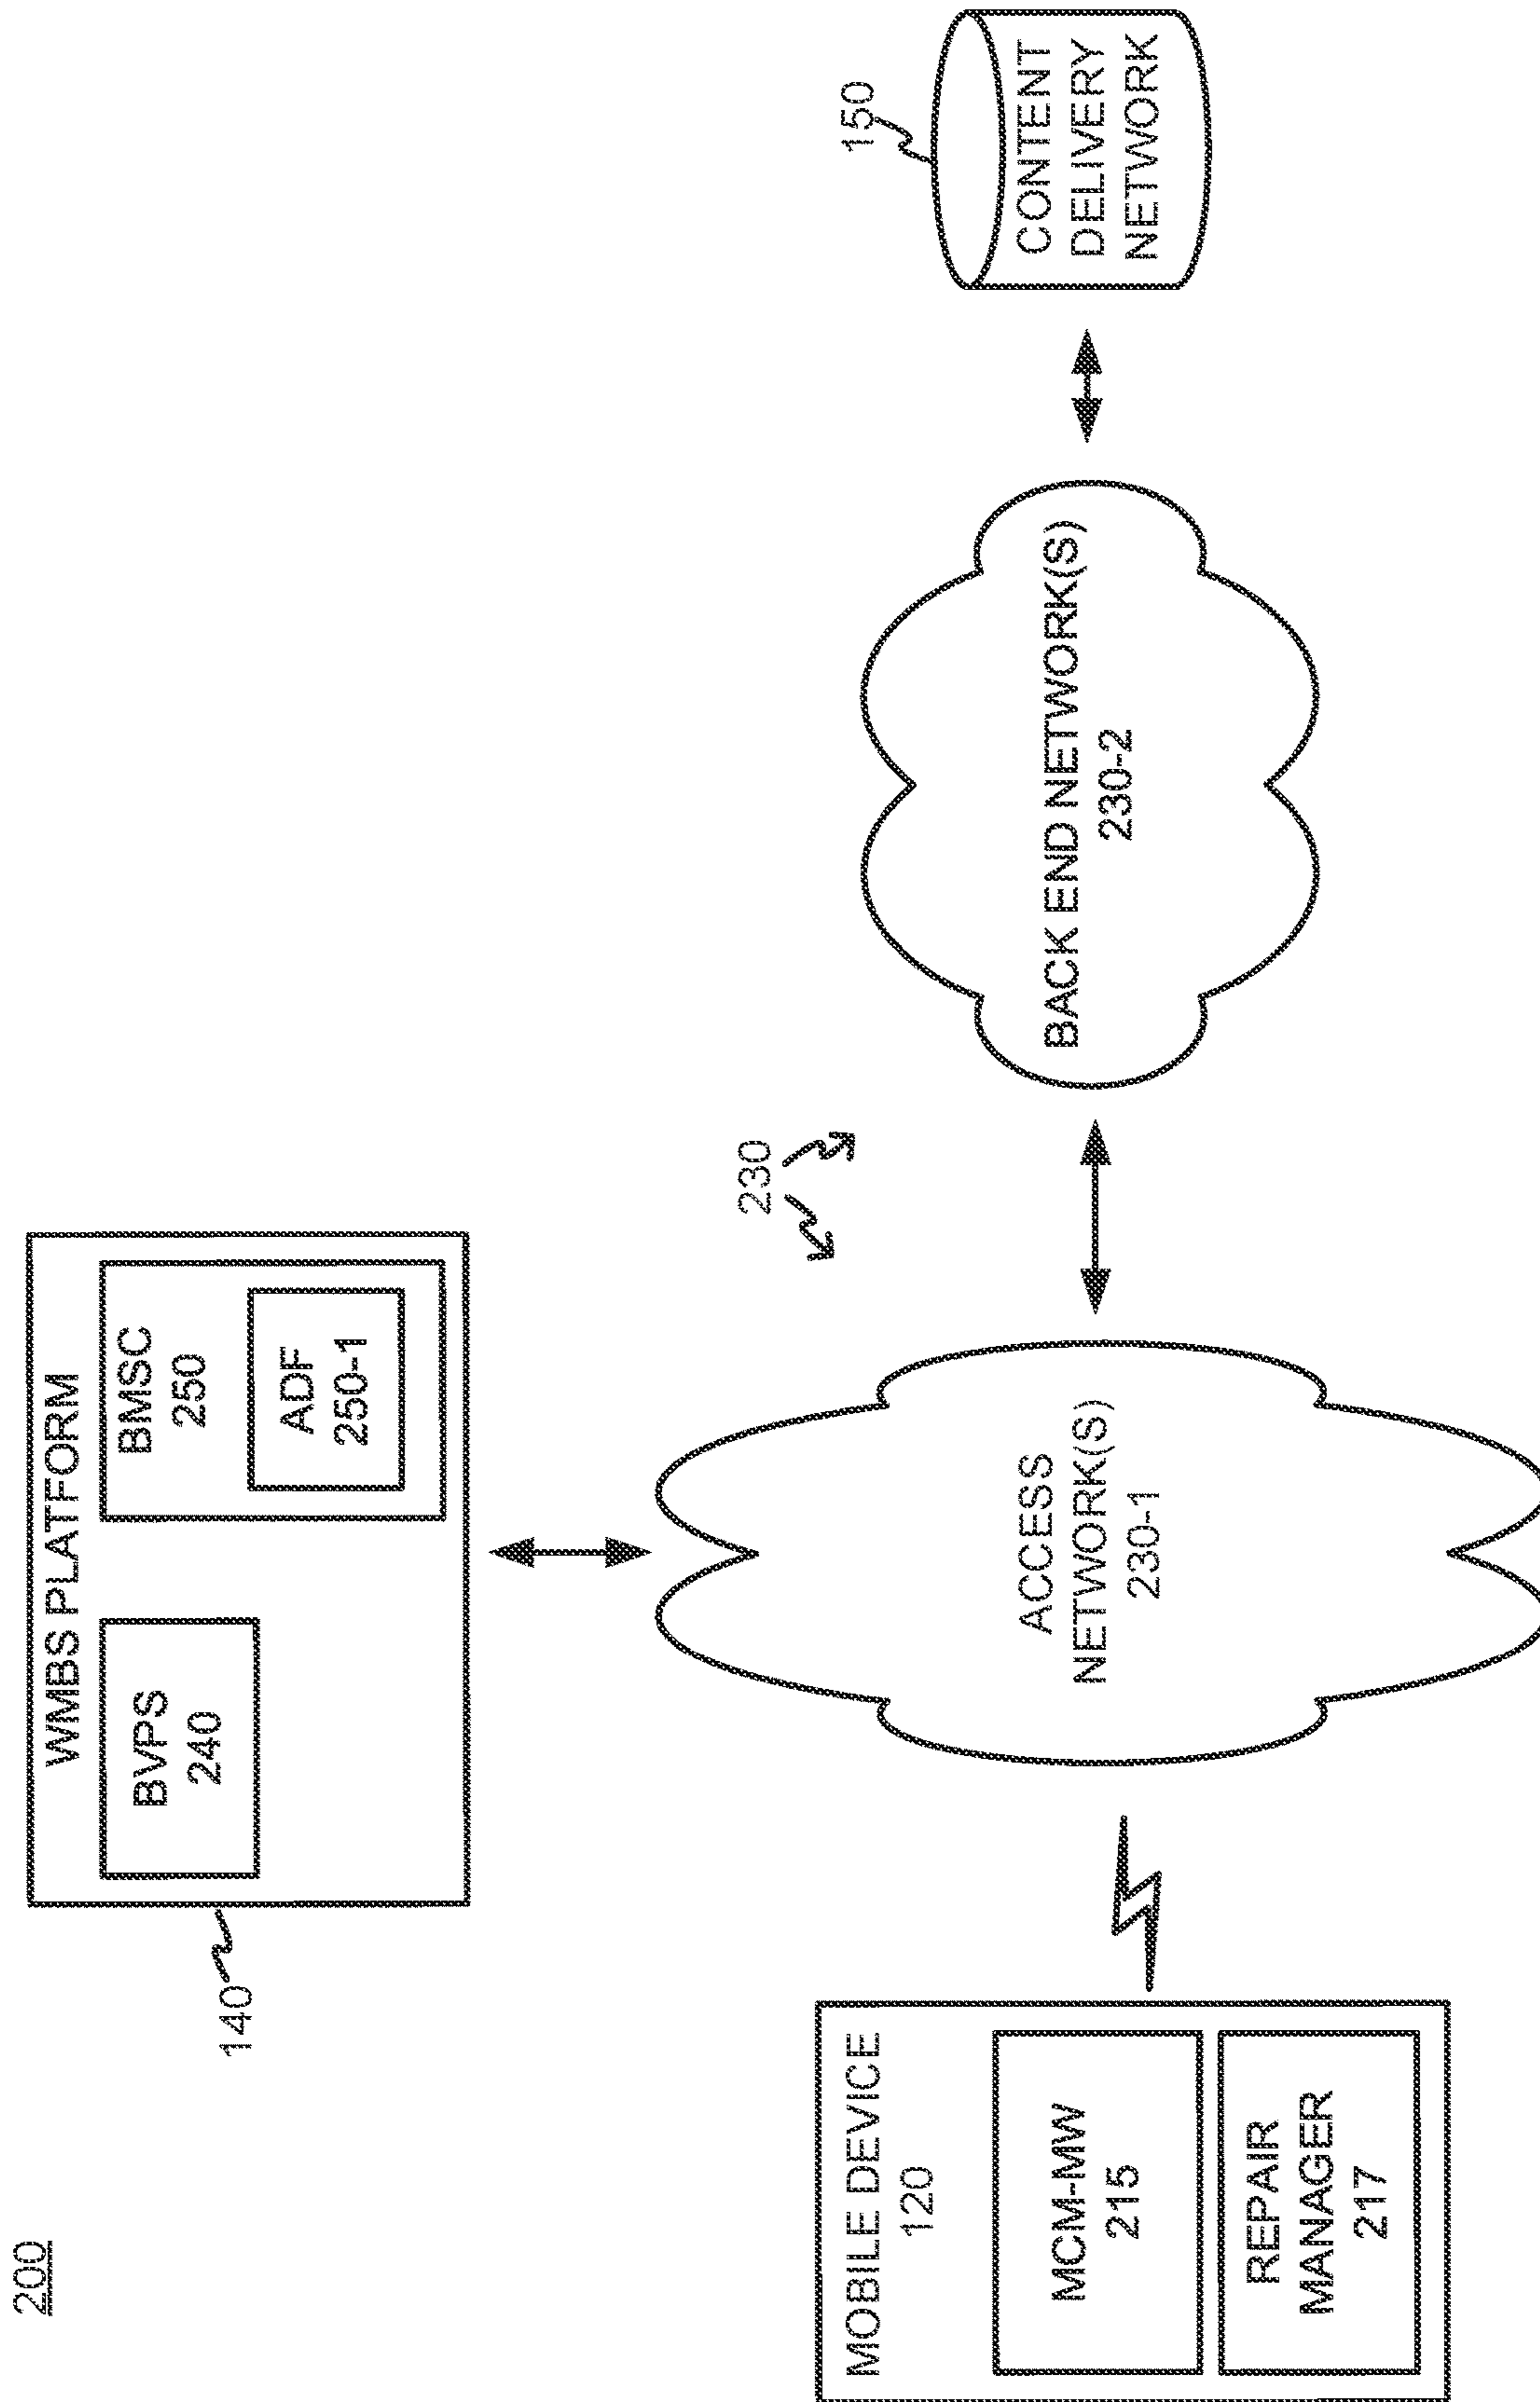 200
140
WMBS PLATFORM
BVPS
240
BMSC
250
ADF
250-1
230
150
MOBILE DEVICE
120
MCM-MW
215
REPAIR
MANAGER
217
ACCESS
NETWORK(S)
230-1
BACK END NETWORK(S)
230-2
CONTENT
DELIVERY
NETWORK